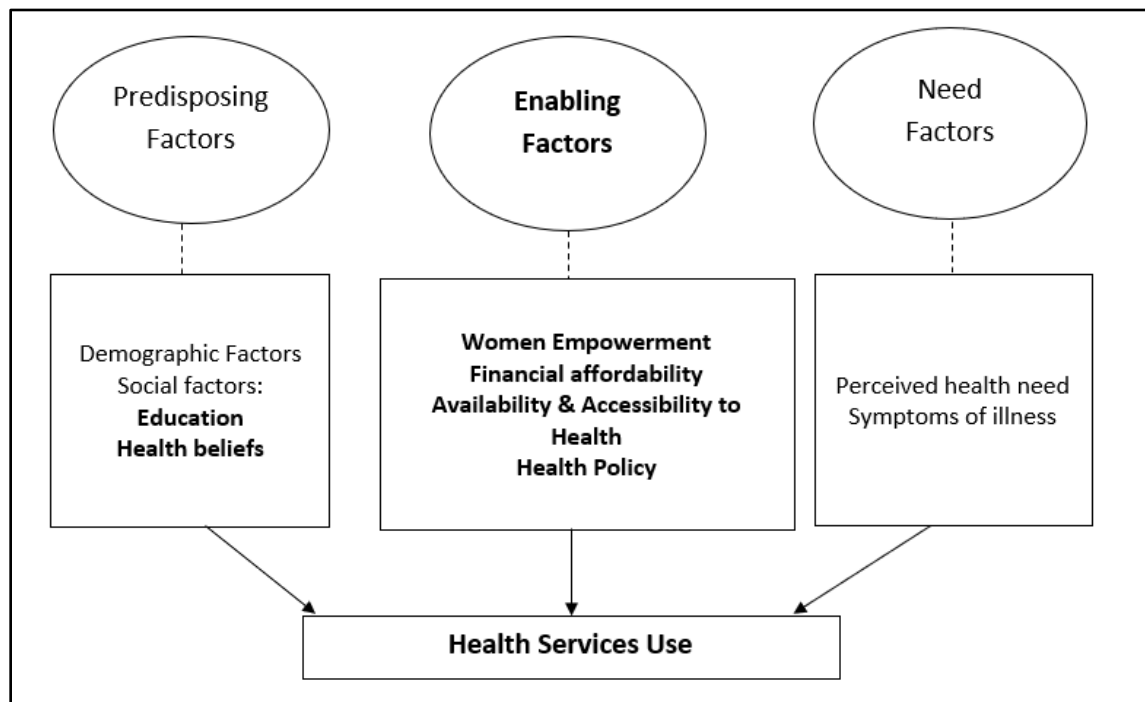 Predisposing
Factors
Enabling
Factors
Need
Factors
Demographic Factors
Social factors:
Education
Health beliefs
Women Empowerment
Financial affordability
Availability & Accessibility to
Health
Health Policy
Perceived health need
Symptoms of illness
Health Services Use